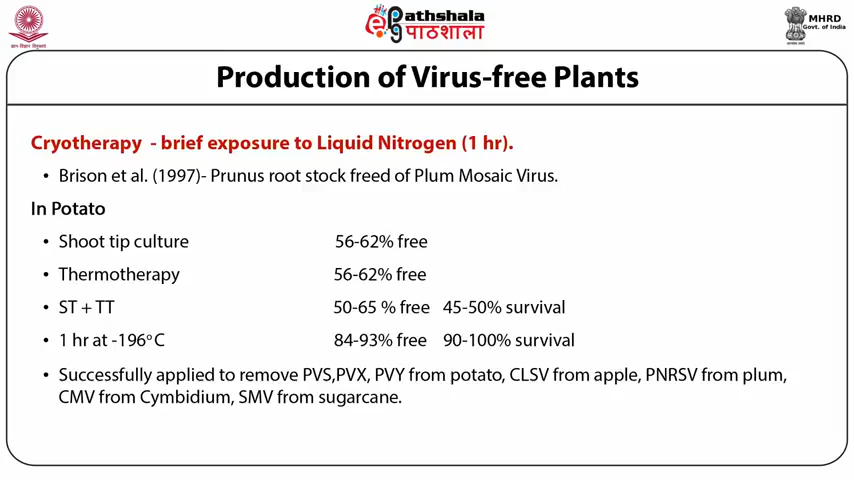 ePathshala
पाठशाला
MHRD
Govt. of India
Production of Virus-free Plants
Cryotherapy - brief exposure to Liquid Nitrogen (1 hr).
• Brison et al. (1997)- Prunus root stock freed of Plum Mosaic Virus.
In Potato
• Shoot tip culture 56-62% free
• Thermotherapy 56-62% free
• ST + TT 50-65 % free 45-50% survival
• 1 hr at -196°C 84-93% free 90-100% survival
• Successfully applied to remove PVS,PVX, PVY from potato, CLSV from apple, PNRSV from plum,
CMV from Cymbidium, SMV from sugarcane.